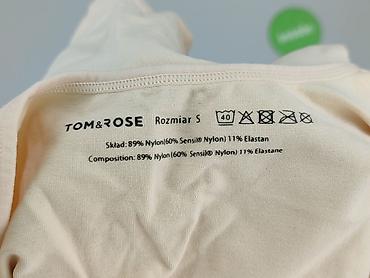 TOM&ROSE Rozmiar S 40
Skład: 89% Nylon(60% Sensil® Nylon) 11% Elastan
Composition: 89% Nylon (60% Sensil® Nylon) 11% Elastane